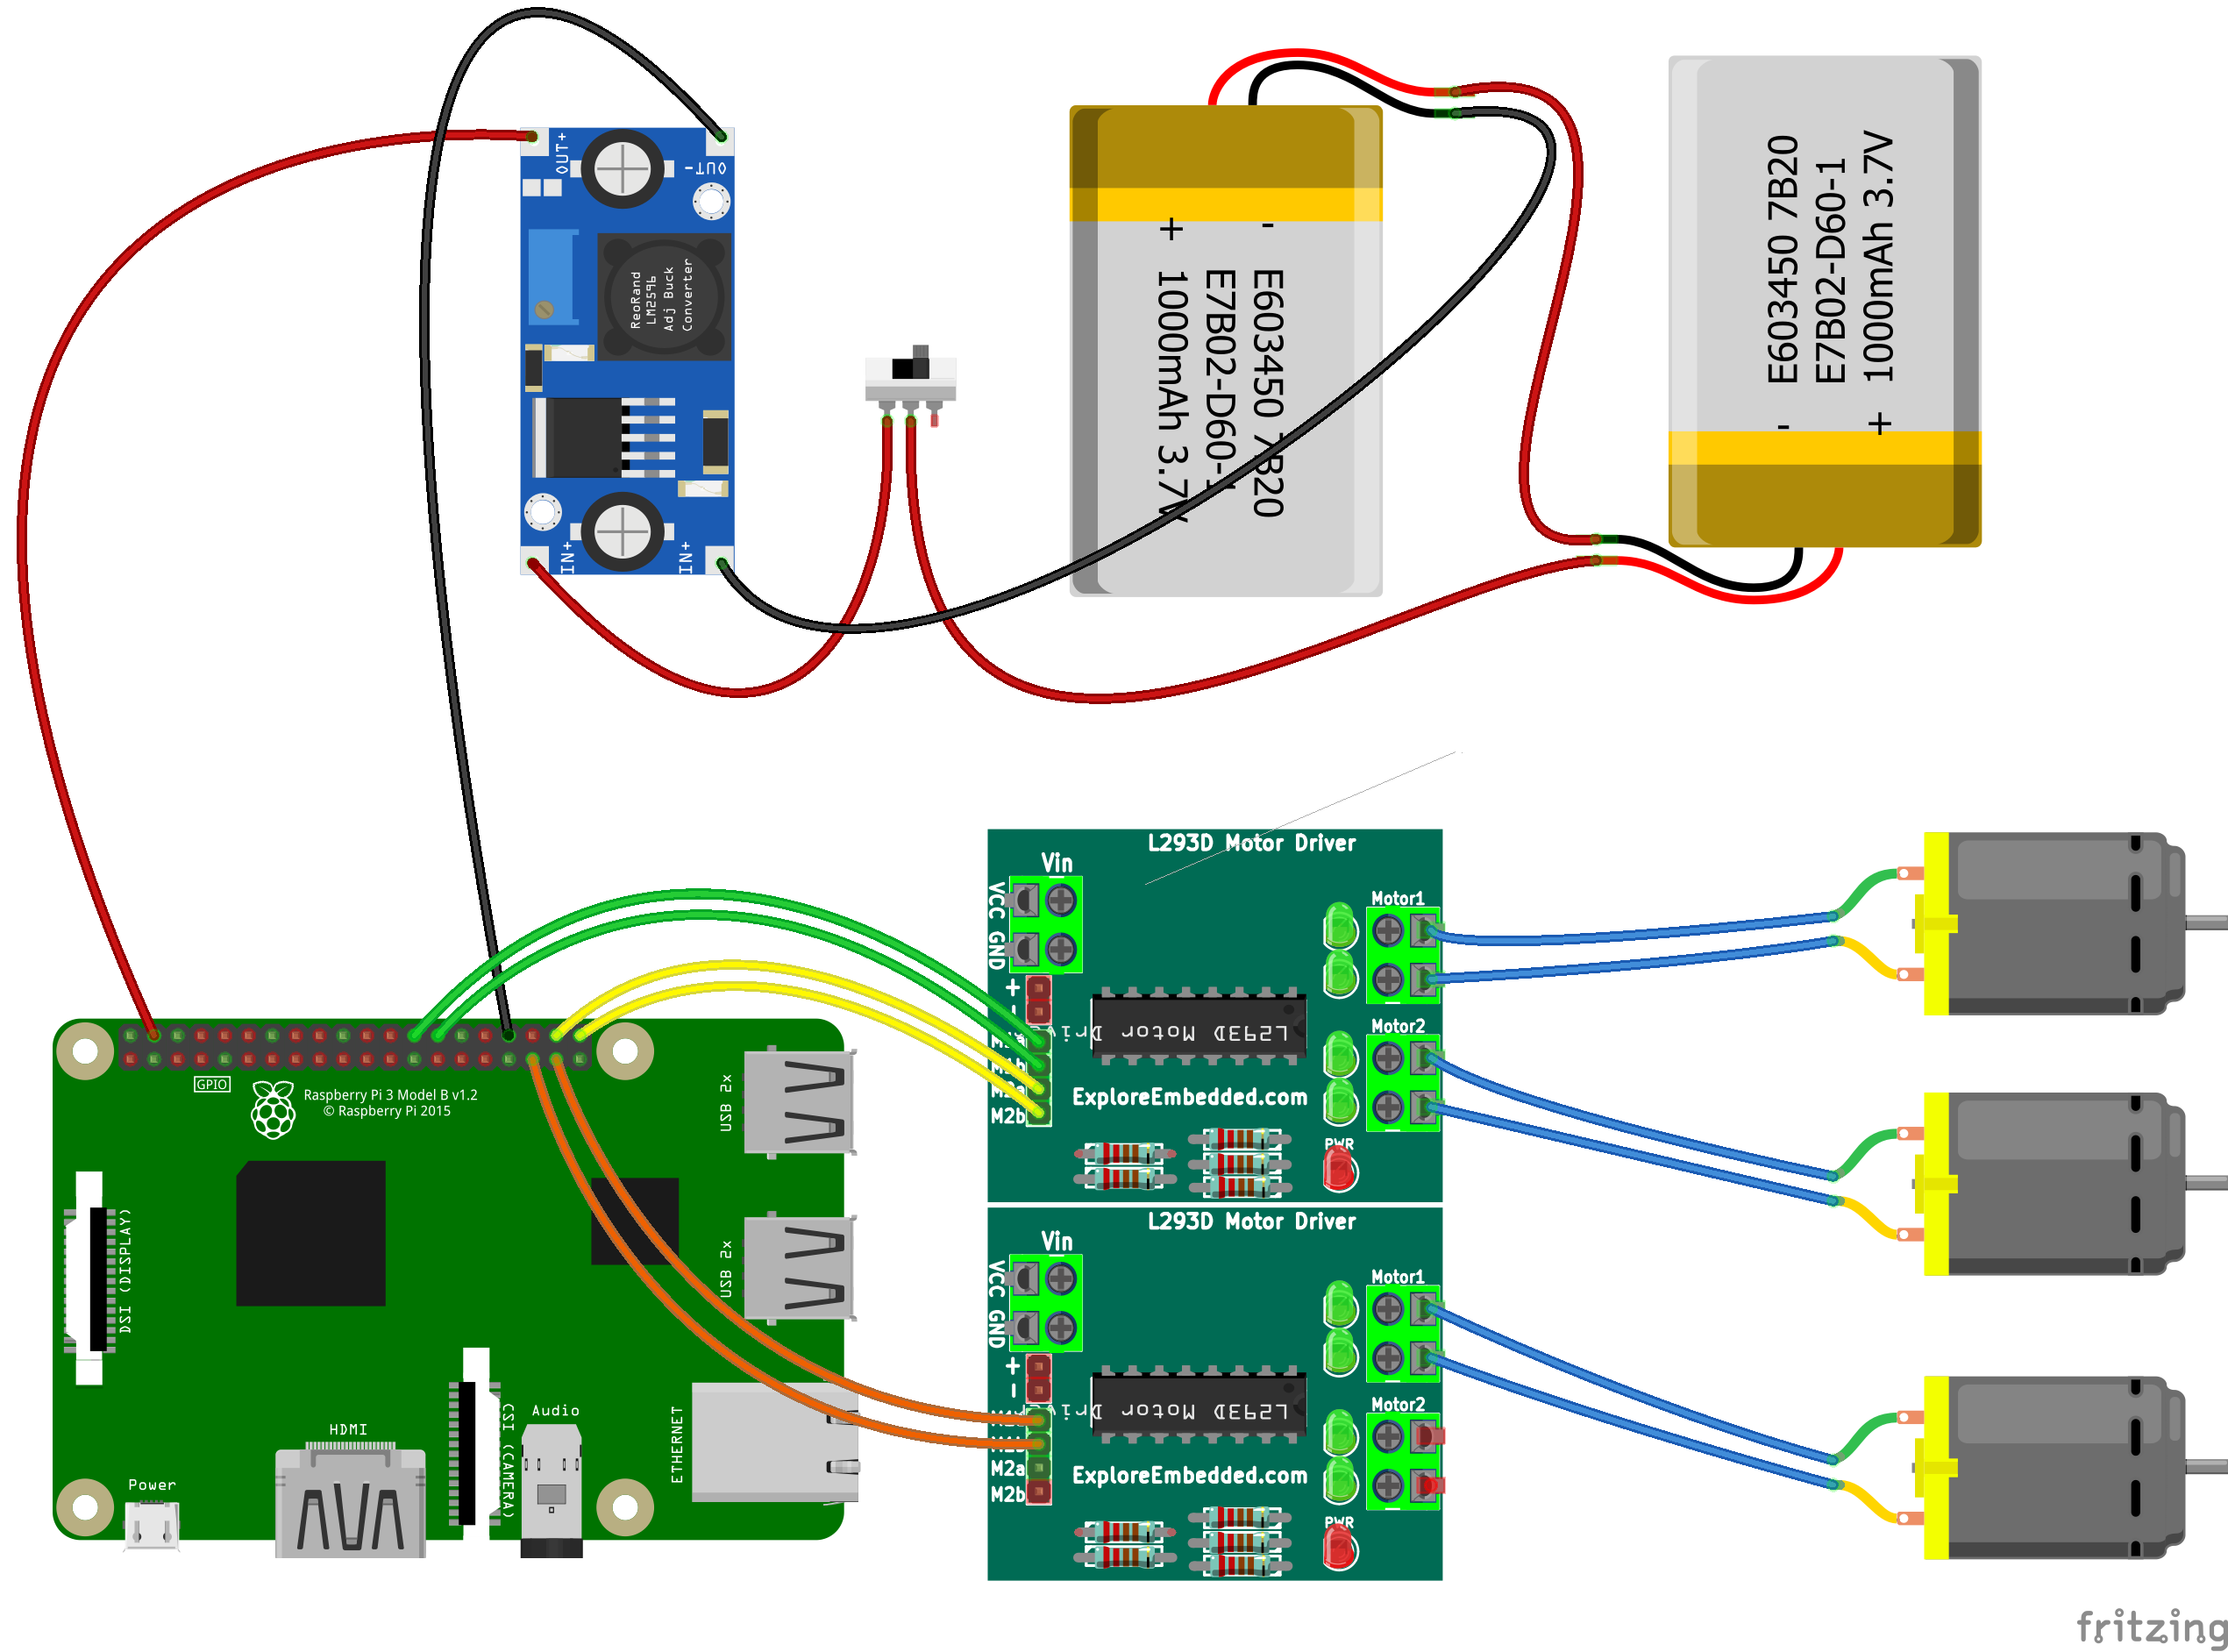 OUT+
OUT-
ReoRand
LM2596
Adj Buck
Converter
IN+
IN+
+ -
E603450 7B20
E7B02-D60-1
1000mAh 3.7V
E603450 7B20
E7B02-D60-1
1000mAh 3.7V
- +
GPIO
Raspberry Pi 3 Model B v1.2
© Raspberry Pi 2015
USB 2x
USB 2x
DSI (DISPLAY)
CSI (CAMERA)
ETHERNET
Audio
HDMI
Power
L293D Motor Driver
Vin
VCC GND
+
-
M1a
M1b
M2a
M2b
L293D Motor Driver
Motor1
Motor2
ExploreEmbedded.com
PWR
L293D Motor Driver
Vin
VCC GND
+
-
M1a
M1b
M2a
M2b
L293D Motor Driver
Motor1
Motor2
ExploreEmbedded.com
PWR
fritzing